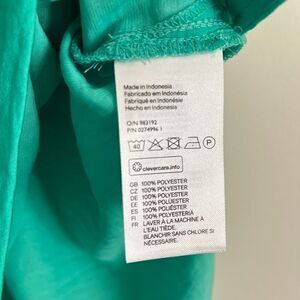 Made in Indonesia
Fabricado em Indonésia
Fabriqué en Indonésie
Hecho en Indonesia
O/N 983192
P/N 0274996 1
40
P
clevercare.info
GB 100% POLYESTER
CZ 100% POLYESTER
DE 100% POLYESTER
EE 100% POLÜESTER
ES 100% POLIÉSTER
FI 100% POLYESTERIÄ
FR LAVER À LA MACHINE À
L'EAU TIÈDE.
BLANCHIR SANS CHLORE SI
NÉCESSAIRE.